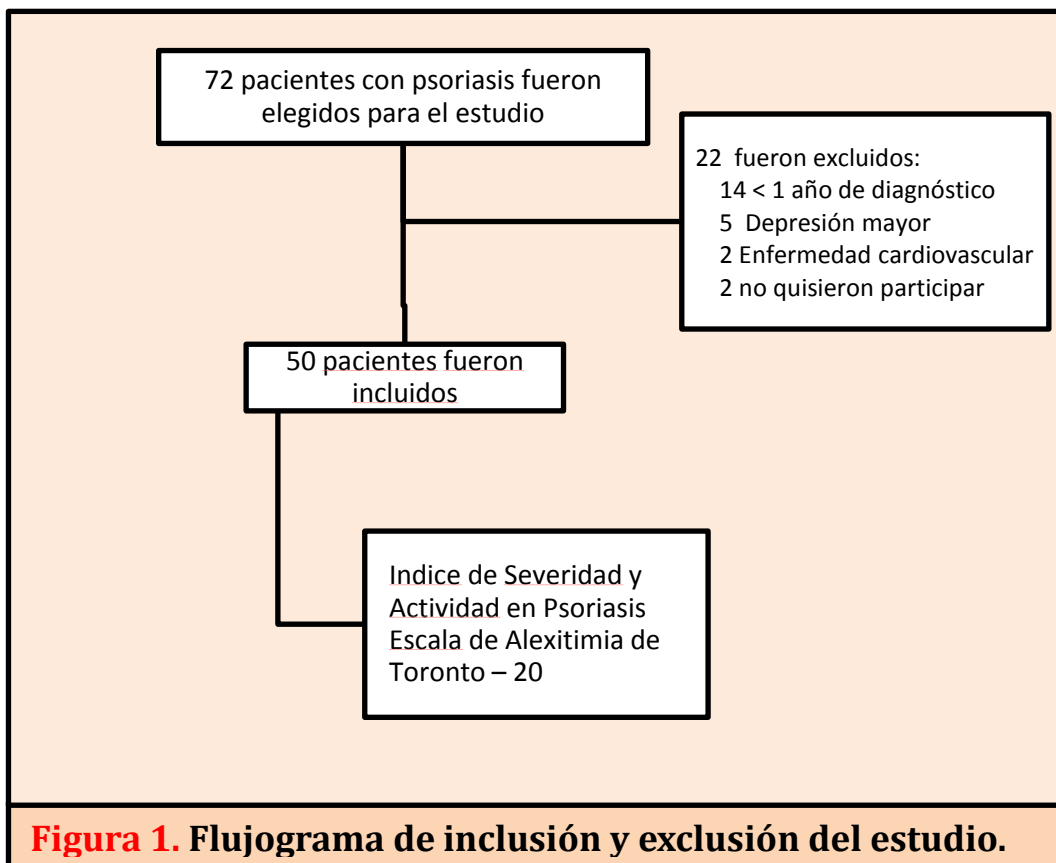 72 pacientes con psoriasis fueron
elegidos para el estudio
22 fueron excluidos:
14 < 1 año de diagnóstico
5 Depresión mayor
2 Enfermedad cardiovascular
2 no quisieron participar
50 pacientes fueron
incluidos
Indice de Severidad y
Actividad en Psoriasis
Escala de Alexitimia de
Toronto – 20
Figura 1. Flujograma de inclusión y exclusión del estudio.